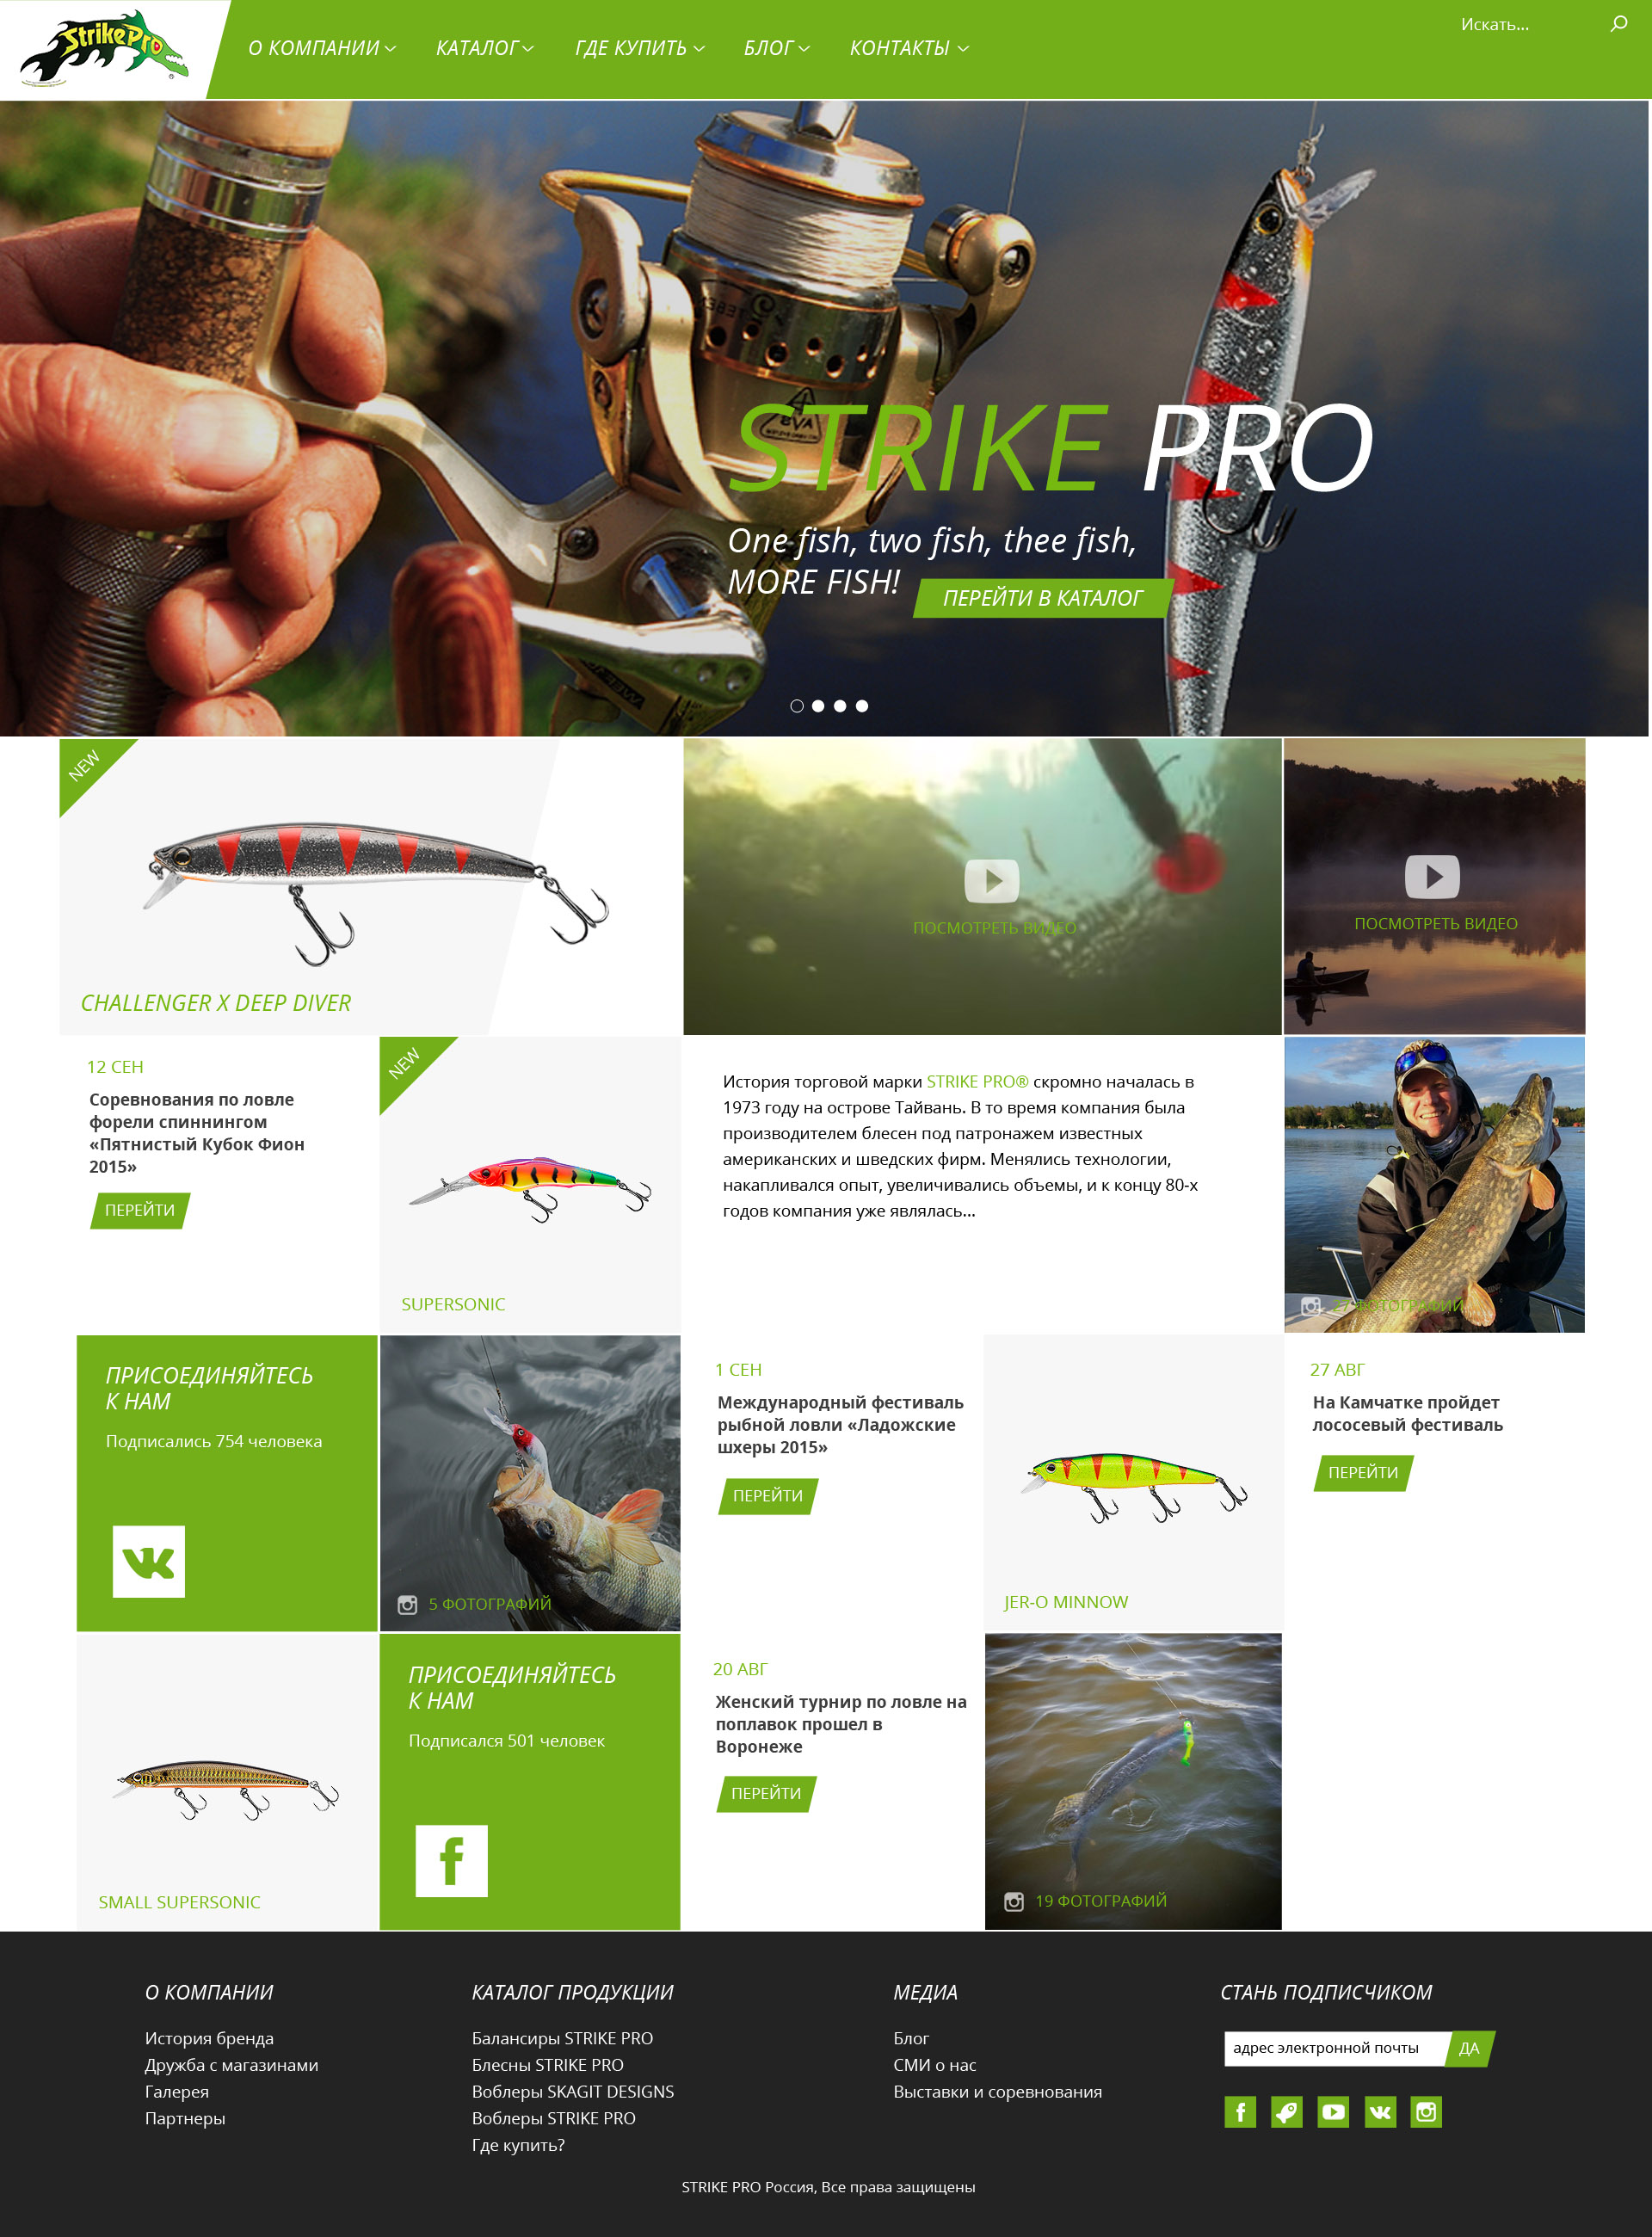 StrikePro
О КОМПАНИИ
КАТАЛОГ
ГДЕ КУПИТЬ
БЛОГ
КОНТАКТЫ
Искать...
STRIKE PRO
One fish, two fish, thee fish,
MORE FISH!
ПЕРЕЙТИ В КАТАЛОГ
NEW
CHALLENGER X DEEP DIVER
ПОСМОТРЕТЬ ВИДЕО
ПОСМОТРЕТЬ ВИДЕО
12 СЕН
Соревнования по ловле
форели спиннингом
«Пятнистый Кубок Фион
2015»
ПЕРЕЙТИ
NEW
SUPERSONIC
История торговой марки STRIKE PRO® скромно началась в
1973 году на острове Тайвань. В то время компания была
производителем блесен под патронажем известных
американских и шведских фирм. Менялись технологии,
накапливался опыт, увеличивались объемы, и к концу 80-х
годов компания уже являлась...
27 ФОТОГРАФИЙ
ПРИСОЕДИНЯЙТЕСЬ
К НАМ
Подписались 754 человека
5 ФОТОГРАФИЙ
1 СЕН
Международный фестиваль
рыбной ловли «Ладожские
шхеры 2015»
ПЕРЕЙТИ
JER-O MINNOW
27 АВГ
На Камчатке пройдет
лососевый фестиваль
ПЕРЕЙТИ
SMALL SUPERSONIC
ПРИСОЕДИНЯЙТЕСЬ
К НАМ
Подписался 501 человек
20 АВГ
Женский турнир по ловле на
поплавок прошел в
Воронеже
ПЕРЕЙТИ
19 ФОТОГРАФИЙ
О КОМПАНИИ
История бренда
Дружба с магазинами
Галерея
Партнеры
КАТАЛОГ ПРОДУКЦИИ
Балансиры STRIKE PRO
Блесны STRIKE PRO
Воблеры SKAGIT DESIGNS
Воблеры STRIKE PRO
Где купить?
МЕДИА
Блог
СМИ о нас
Выставки и соревнования
СТАНЬ ПОДПИСЧИКОМ
адрес электронной почты
ДА
STRIKE PRO Россия, Все права защищены